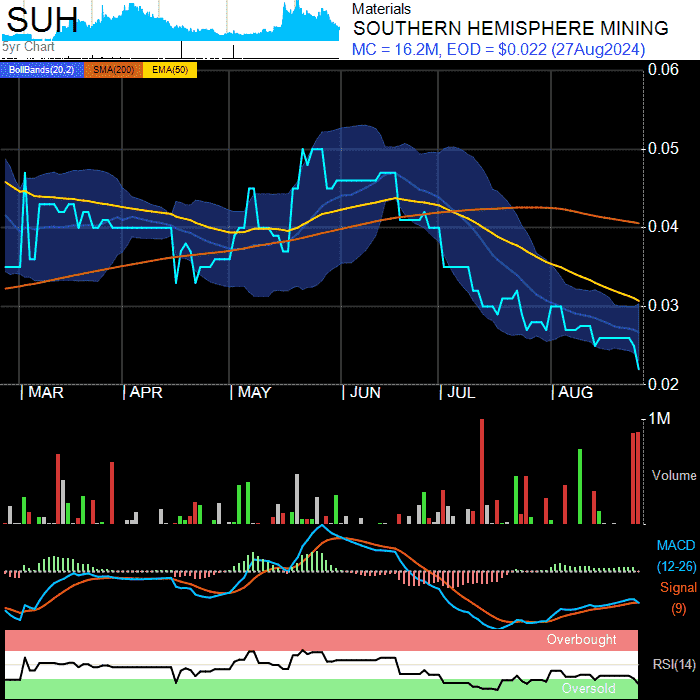 SUH
5yr Chart
Materials
SOUTHERN HEMISPHERE MINING
MC = 16.2M, EOD = $0.022 (27Aug2024)
BollBands(20,2) SMA(200) EMA(50)
0.06
0.05
0.04
0.03
0.02
MAR APR MAY JUN JUL AUG
1M
Volume
MACD
(12-26)
Signal
(9)
Overbought
RSI(14)
Oversold